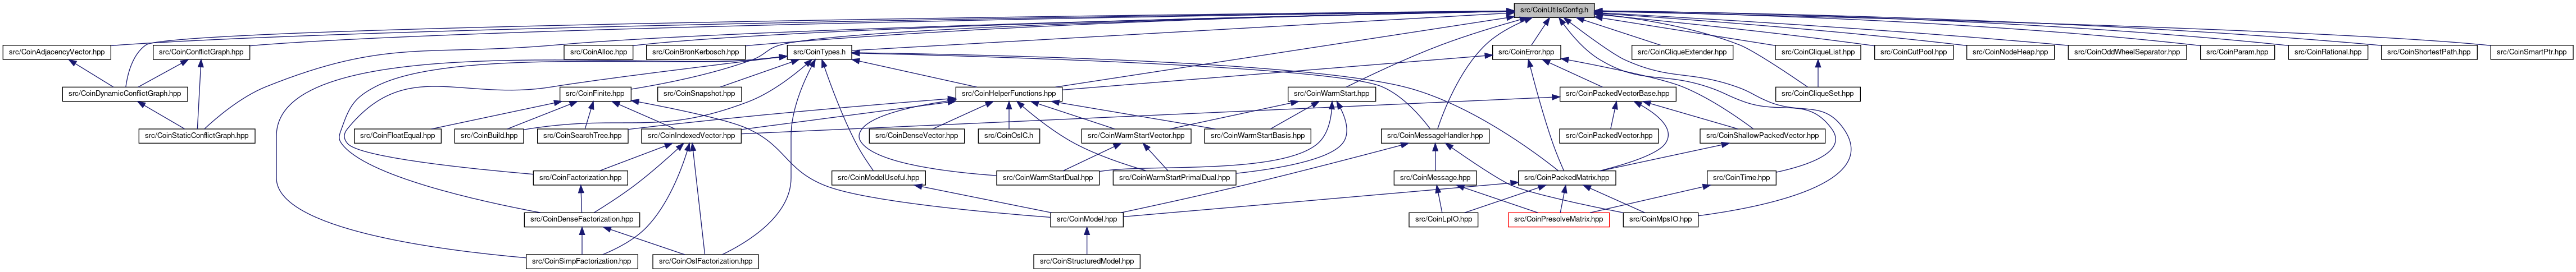 src/CoinUtilsConfig.h
src/CoinAdjacencyVector.hpp
src/CoinConflictGraph.hpp
src/CoinAlloc.hpp
src/CoinBronKerbosch.hpp
src/CoinTypes.h
src/CoinError.hpp
src/CoinCliqueExtender.hpp
src/CoinCliqueList.hpp
src/CoinCutPool.hpp
src/CoinNodeHeap.hpp
src/CoinOddWheelSeparator.hpp
src/CoinParam.hpp
src/CoinRational.hpp
src/CoinShortestPath.hpp
src/CoinSmartPtr.hpp
src/CoinDynamicConflictGraph.hpp
src/CoinFinite.hpp
src/CoinSnapshot.hpp
src/CoinHelperFunctions.hpp
src/CoinWarmStart.hpp
src/CoinPackedVectorBase.hpp
src/CoinCliqueSet.hpp
src/CoinStaticConflictGraph.hpp
src/CoinFloatEqual.hpp
src/CoinBuild.hpp
src/CoinSearchTree.hpp
src/CoinIndexedVector.hpp
src/CoinDenseVector.hpp
src/CoinOslC.h
src/CoinWarmStartVector.hpp
src/CoinWarmStartBasis.hpp
src/CoinMessageHandler.hpp
src/CoinPackedVector.hpp
src/CoinShallowPackedVector.hpp
src/CoinFactorization.hpp
src/CoinModelUseful.hpp
src/CoinWarmStartDual.hpp
src/CoinWarmStartPrimalDual.hpp
src/CoinMessage.hpp
src/CoinPackedMatrix.hpp
src/CoinTime.hpp
src/CoinDenseFactorization.hpp
src/CoinModel.hpp
src/CoinLpIO.hpp
src/CoinPresolveMatrix.hpp
src/CoinMpsIO.hpp
src/CoinSimpFactorization.hpp
src/CoinOslFactorization.hpp
src/CoinStructuredModel.hpp